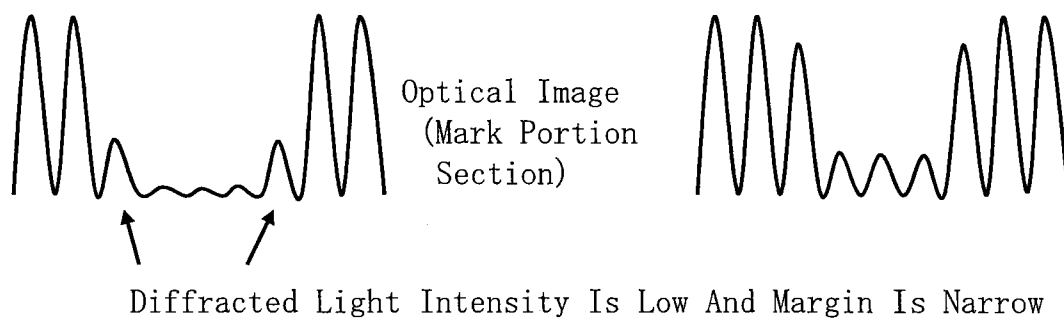 Optical Image
(Mark Portion
Section)
Diffracted Light Intensity Is Low And Margin Is Narrow